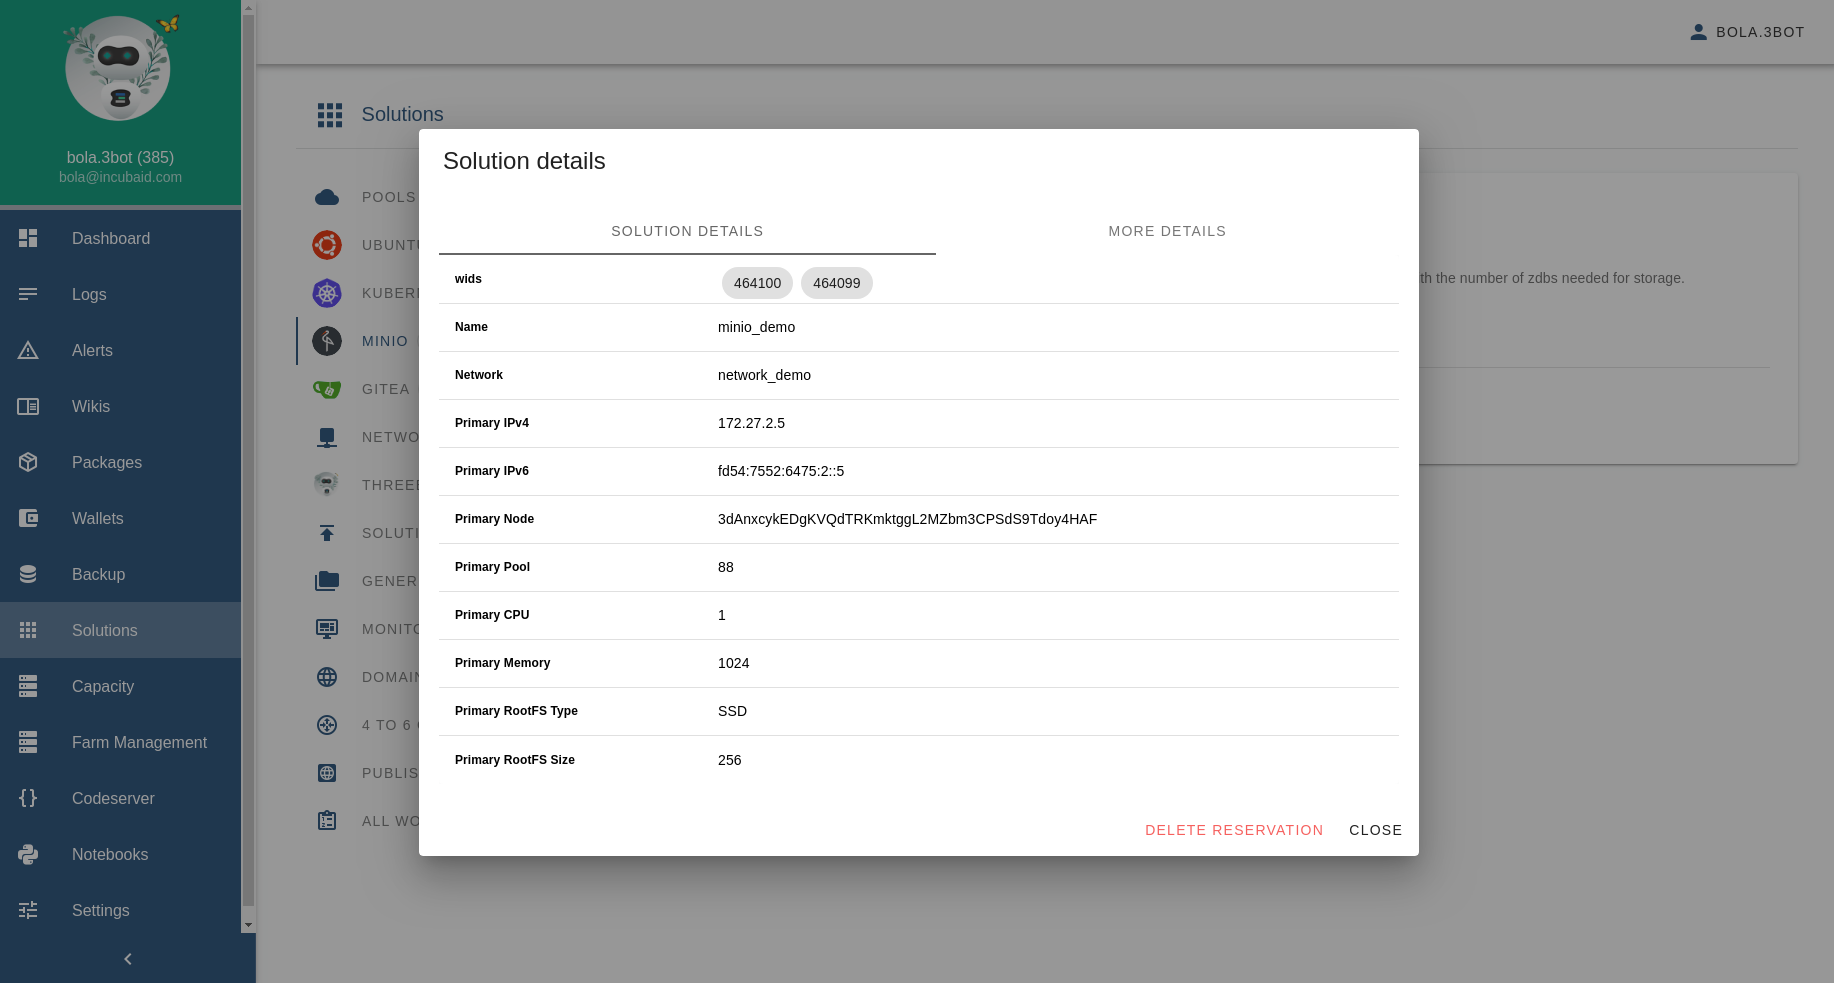 bola.3bot (385)
bola@incubaid.com
Dashboard
Logs
Alerts
Wikis
Packages
Wallets
Backup
Solutions
Capacity
Farm Management
Codeserver
Notebooks
Settings
BOLA.3BOT
Solutions
POOLS
UBUNTU
KUBER
MINIO
GITEA
NETWO
THREE
SOLUTI
GENER
MONITO
DOMAIN
4 TO 6
PUBLIS
ALL WO
th the number of zdbs needed for storage.
Solution details
SOLUTION DETAILS MORE DETAILS
wids 464100 464099
Name minio_demo
Network network_demo
Primary IPv4 172.27.2.5
Primary IPv6 fd54:7552:6475:2::5
Primary Node 3dAnxcykEDgKVQdTRKmktggL2MZbm3CPSdS9Tdoy4HAF
Primary Pool 88
Primary CPU 1
Primary Memory 1024
Primary RootFS Type SSD
Primary RootFS Size 256
DELETE RESERVATION CLOSE